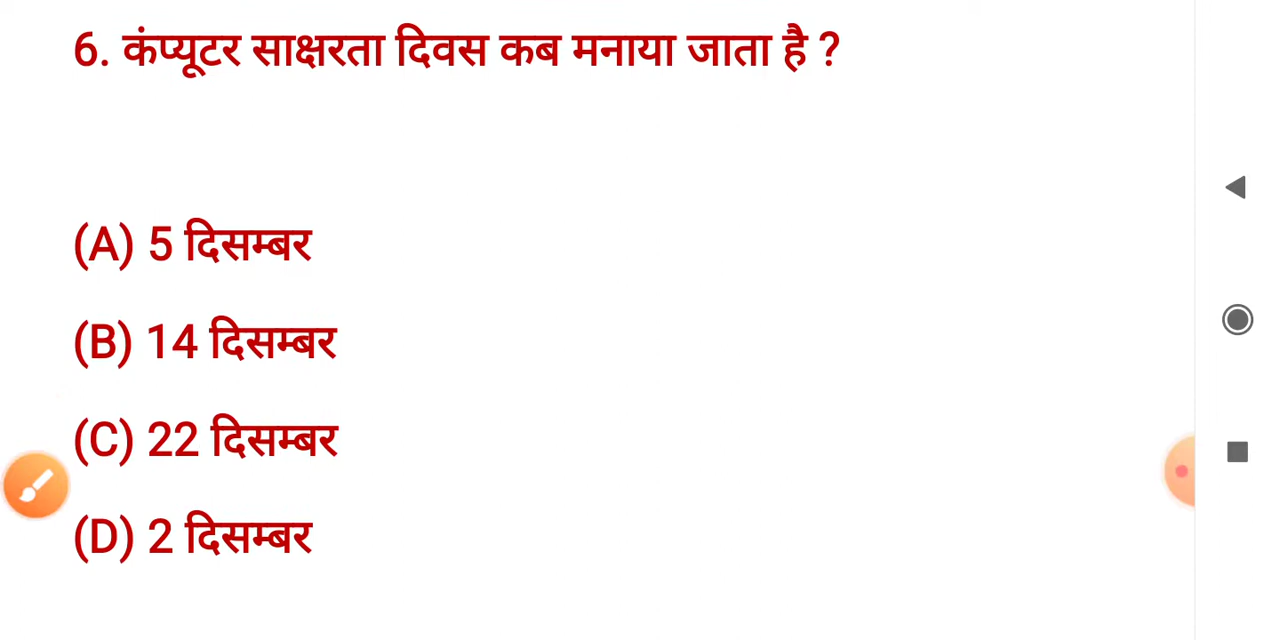 6. कंप्यूटर साक्षरता दिवस कब मनाया जाता है ?
(A) 5 दिसम्बर
(B) 14 दिसम्बर
(C) 22 दिसम्बर
(D) 2 दिसम्बर